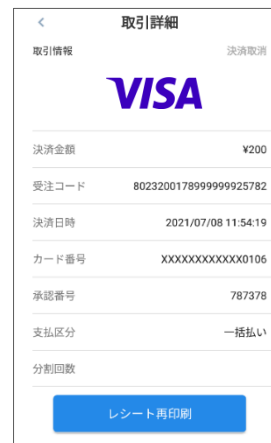 取引詳細
取引情報 決済取消
VISA
決済金額 ¥200
受注コード 8023200178999999925782
決済日時 2021/07/08 11:54:19
カード番号 XXXXXXXXXXXX0106
承認番号 787378
支払区分 一括払い
分割回数
レシート再印刷